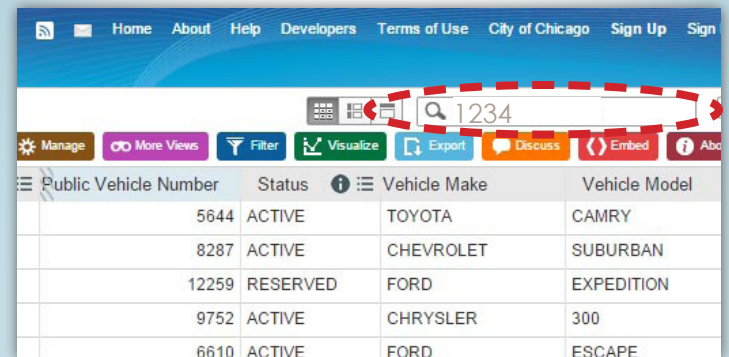 Home About Help Developers Terms of Use City of Chicago Sign Up Sign
1234
Manage More Views Filter Visualize Export Discuss Embed Abo
Public Vehicle Number Status Vehicle Make Vehicle Model
5644 ACTIVE TOYOTA CAMRY
8287 ACTIVE CHEVROLET SUBURBAN
12259 RESERVED FORD EXPEDITION
9752 ACTIVE CHRYSLER 300
6610 ACTIVE FORD ESCAPE